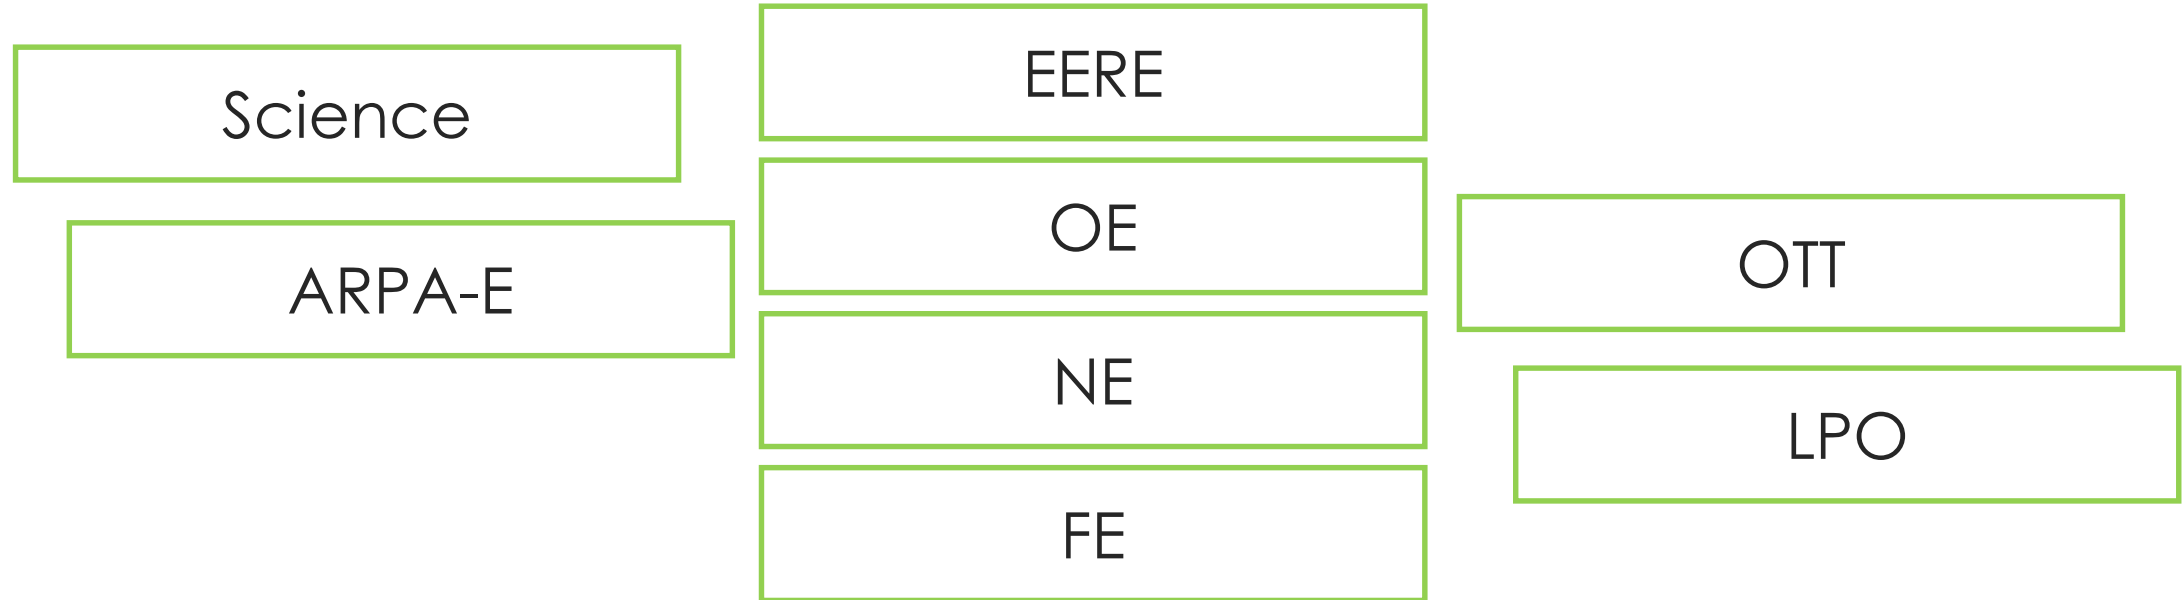 Science
ARPA-E
EERE
OE
NE
FE
OTT
LPO